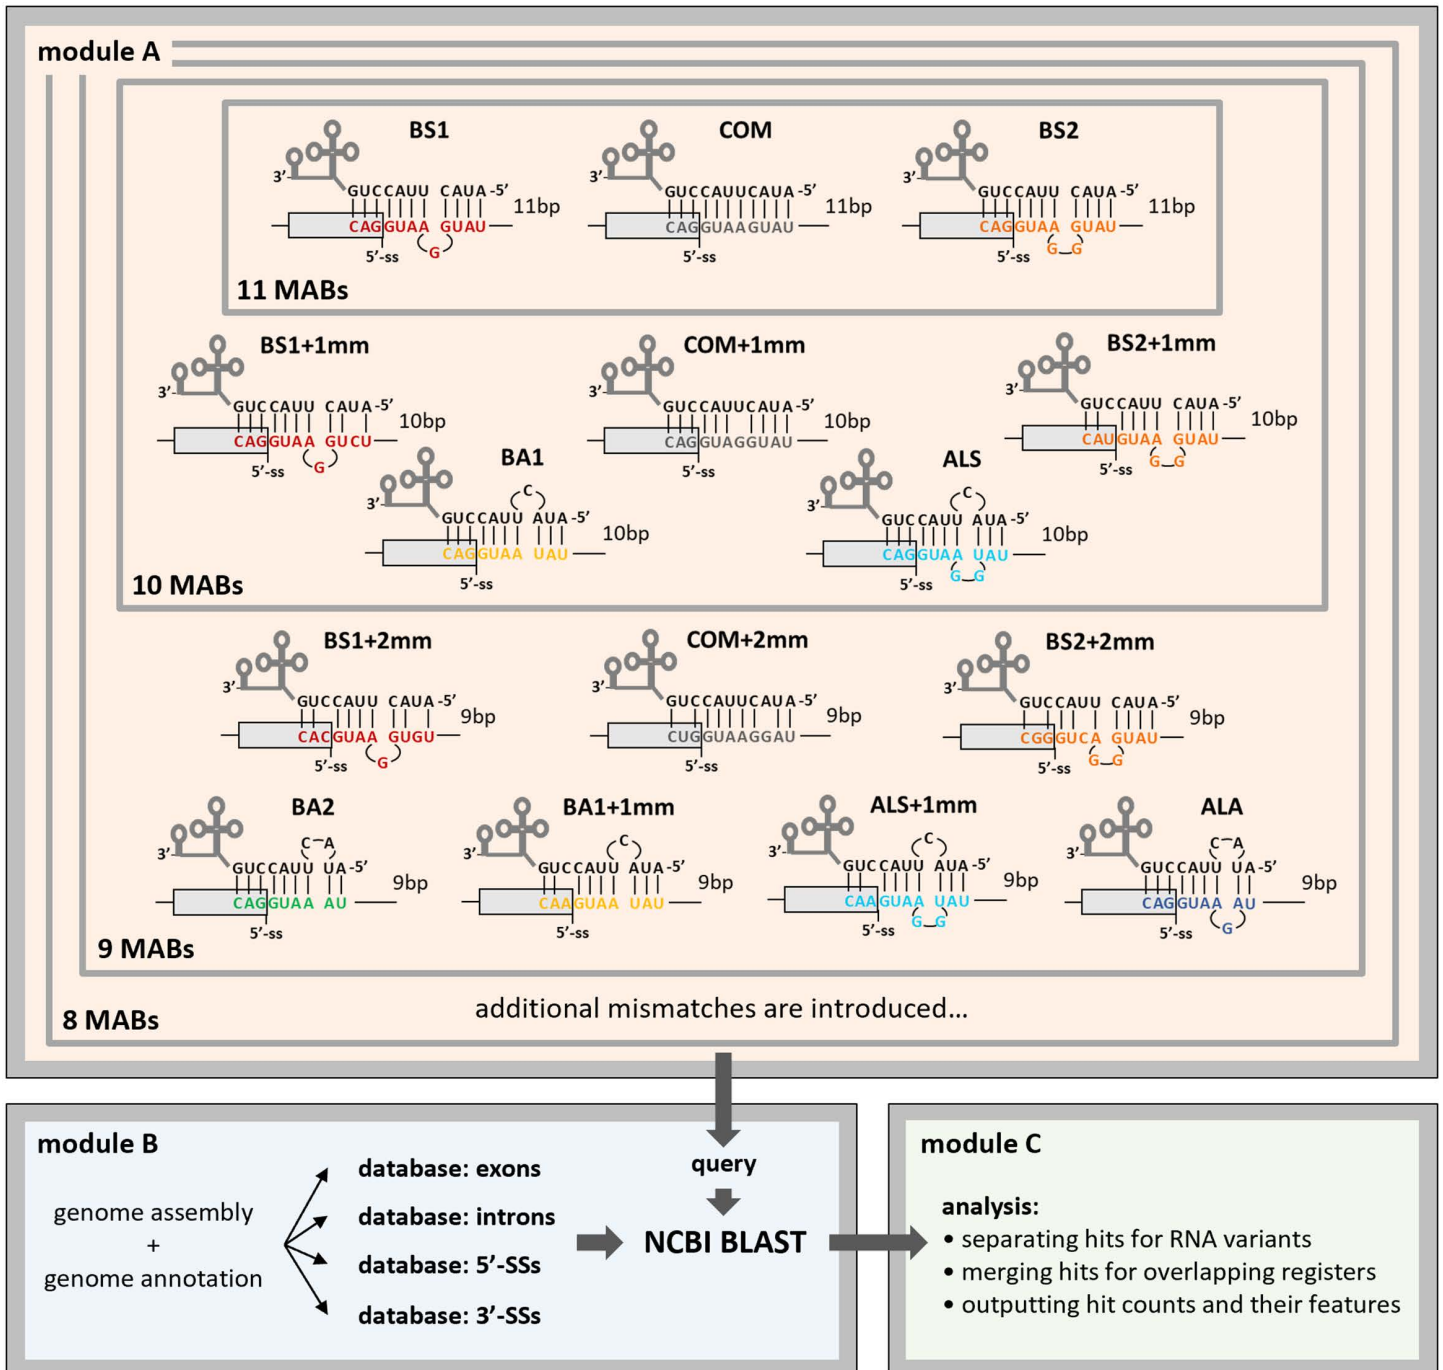 module A
BS1
3'
GUCCAUU CAUA -5'
11bp
CAGGUAA GUAU
G
5'-ss
COM
3'
GUCCAUUCAUA -5'
11bp
CAGGUAAGUAU
5'-ss
BS2
3'
GUCCAUU CAUA -5'
11bp
CAGGUAA GUAU
G G
5'-ss
11 MABs
BS1+1mm
3'
GUCCAUU CAUA -5'
10bp
CAGGUAA GUCU
G
5'-ss
COM+1mm
3'
GUCCAUUCAUA -5'
10bp
CAGGUAGGUAU
5'-ss
BS2+1mm
3'
GUCCAUU CAUA -5'
10bp
CAUGUAA GUAU
G G
5'-ss
BA1
C
3'
GUCCAUU AUA -5'
10bp
CAGGUAA UAU
5'-ss
ALS
C
3'
GUCCAUU AUA -5'
10bp
CAGGUAA UAU
G G
5'-ss
10 MABs
BS1+2mm
3'
GUCCAUU CAUA -5'
9bp
CACGUAA GUGU
G
5'-ss
COM+2mm
3'
GUCCAUUCAUA -5'
9bp
CUGGUAAGGAU
5'-ss
BS2+2mm
3'
GUCCAUU CAUA -5'
9bp
CGGGUCA GUAU
G G
5'-ss
BA2
C A
3'
GUCCAUU UA -5'
9bp
CAGGUAA AU
5'-ss
BA1+1mm
C
3'
GUCCAUU AUA -5'
9bp
CAAGUAA UAU
5'-ss
ALS+1mm
C
3'
GUCCAUU AUA -5'
9bp
CAAGUAA UAU
G G
5'-ss
ALA
C A
3'
GUCCAUU UA -5'
9bp
CAGGUAA AU
G
5'-ss
9 MABs
additional mismatches are introduced…
8 MABs
module B
genome assembly
+
genome annotation
database: exons
database: introns
database: 5'-SSs
database: 3'-SSs
query
NCBI BLAST
module C
analysis:
• separating hits for RNA variants
• merging hits for overlapping registers
• outputting hit counts and their features